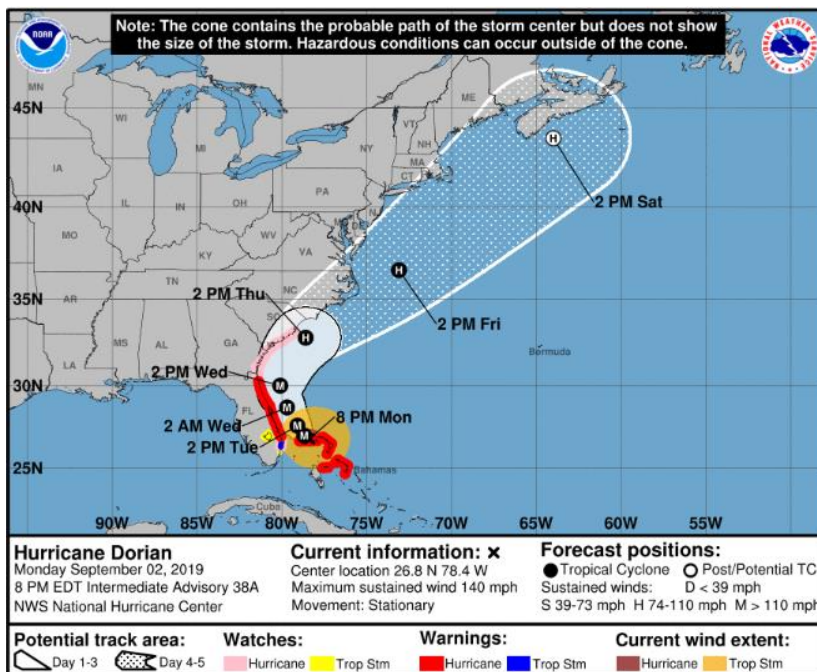 Note: The cone contains the probable path of the storm center but does not show
the size of the storm. Hazardous conditions can occur outside of the cone.
NOAA
NATIONAL WEATHER SERVICE
MN
ME
45N
WI
VT
MI
NH
NY
MA
CT
IA
PA
40N
IL
IN
OH
NJ
2 PM Sat
MO
WV
KY
VA
35N
TN
NC
2 PM Thu
AR
SC
2 PM Fri
MS
AL
GA
Bermuda
LA
2 PM Wed
30N
FL
2 AM Wed
8 PM Mon
2 PM Tue
25N
Bahamas
Cuba
90W 85W 80W 75W 70W 65W 60W 55W
H
H
H
M
M
M
M
Hurricane Dorian
Monday September 02, 2019
8 PM EDT Intermediate Advisory 38A
NWS National Hurricane Center
Current information: ×
Center location 26.8 N 78.4 W
Maximum sustained wind 140 mph
Movement: Stationary
Forecast positions:
● Tropical Cyclone ○ Post/Potential TC
Sustained winds: D < 39 mph
S 39-73 mph H 74-110 mph M > 110 mph
Potential track area:
Day 1-3 Day 4-5
Watches:
Hurricane Trop Stm
Warnings:
Hurricane Trop Stm
Current wind extent:
Hurricane Trop Stm